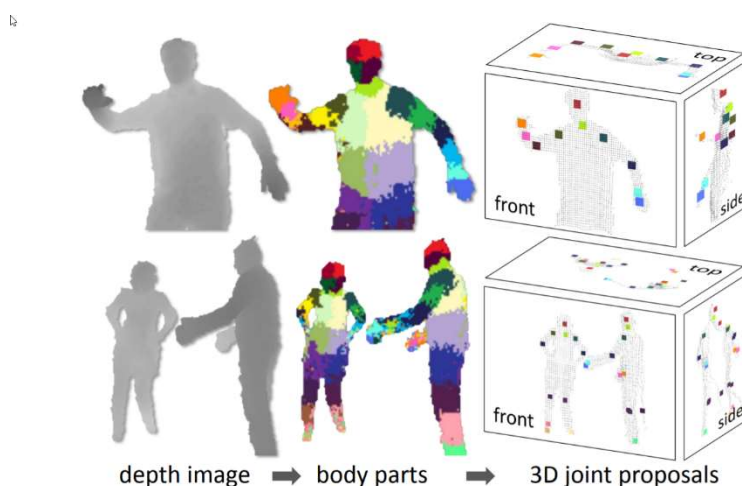 top
front
side
top
front
side
depth image → body parts → 3D joint proposals